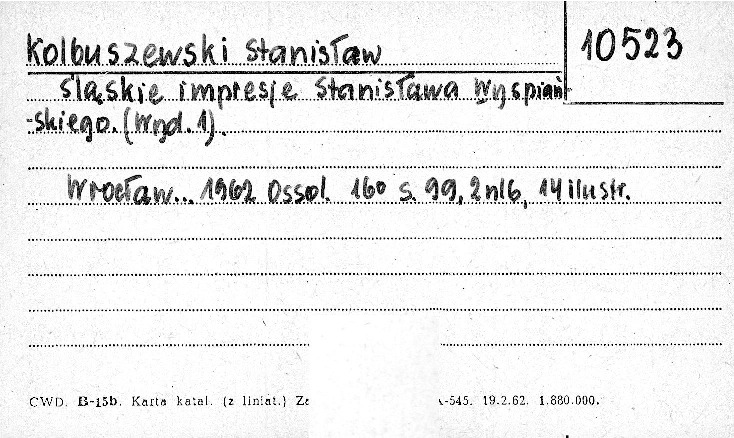 Kolbuszewski Stanisław
10523
Śląskie impresje Stanisława Wyspiań-
-skiego. (Wyd. 1).
Wrocław... 1962 Ossol. 16° s. 99, 2nlb, 14 ilustr.
CWD. B-15b. Karta katal. (z liniat.) Za -545. 19.2.62. 1.880.000.